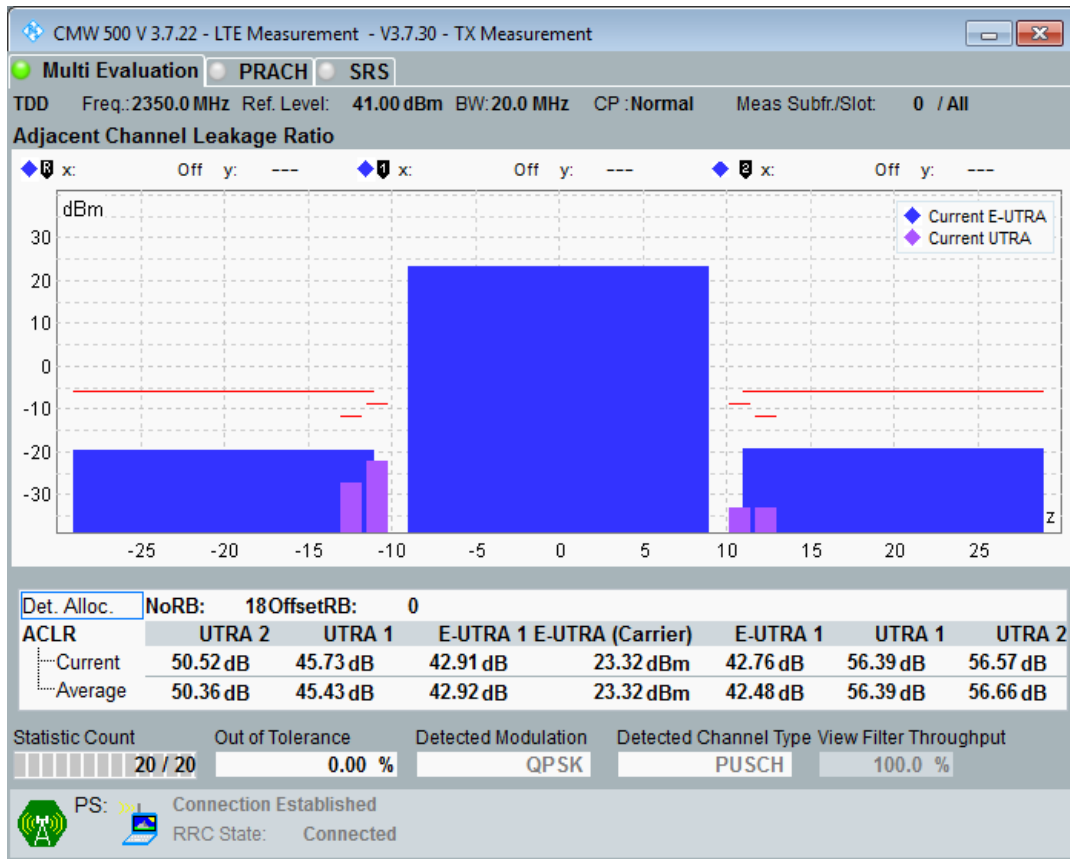 CMW 500 V 3.7.22 - LTE Measurement - V3.7.30 - TX Measurement
Multi Evaluation PRACH SRS
TDD Freq.:2350.0 MHz Ref. Level: 41.00 dBm BW:20.0 MHz CP :Normal Meas Subfr./Slot: 0 / All
Adjacent Channel Leakage Ratio
R x: Off y: --- 1 x: Off y: --- 2 x: Off y: ---
dBm
Current E-UTRA
Current UTRA
30
20
10
0
-10
-20
-30
z
-25 -20 -15 -10 -5 0 5 10 15 20 25
Det. Alloc. NoRB: 18 OffsetRB: 0
ACLR UTRA 2 UTRA 1 E-UTRA 1 E-UTRA (Carrier) E-UTRA 1 UTRA 1 UTRA 2
Current 50.52 dB 45.73 dB 42.91 dB 23.32 dBm 42.76 dB 56.39 dB 56.57 dB
Average 50.36 dB 45.43 dB 42.92 dB 23.32 dBm 42.48 dB 56.39 dB 56.66 dB
Statistic Count Out of Tolerance Detected Modulation Detected Channel Type View Filter Throughput
20 / 20 0.00 % QPSK PUSCH 100.0 %
PS: Connection Established
RRC State: Connected